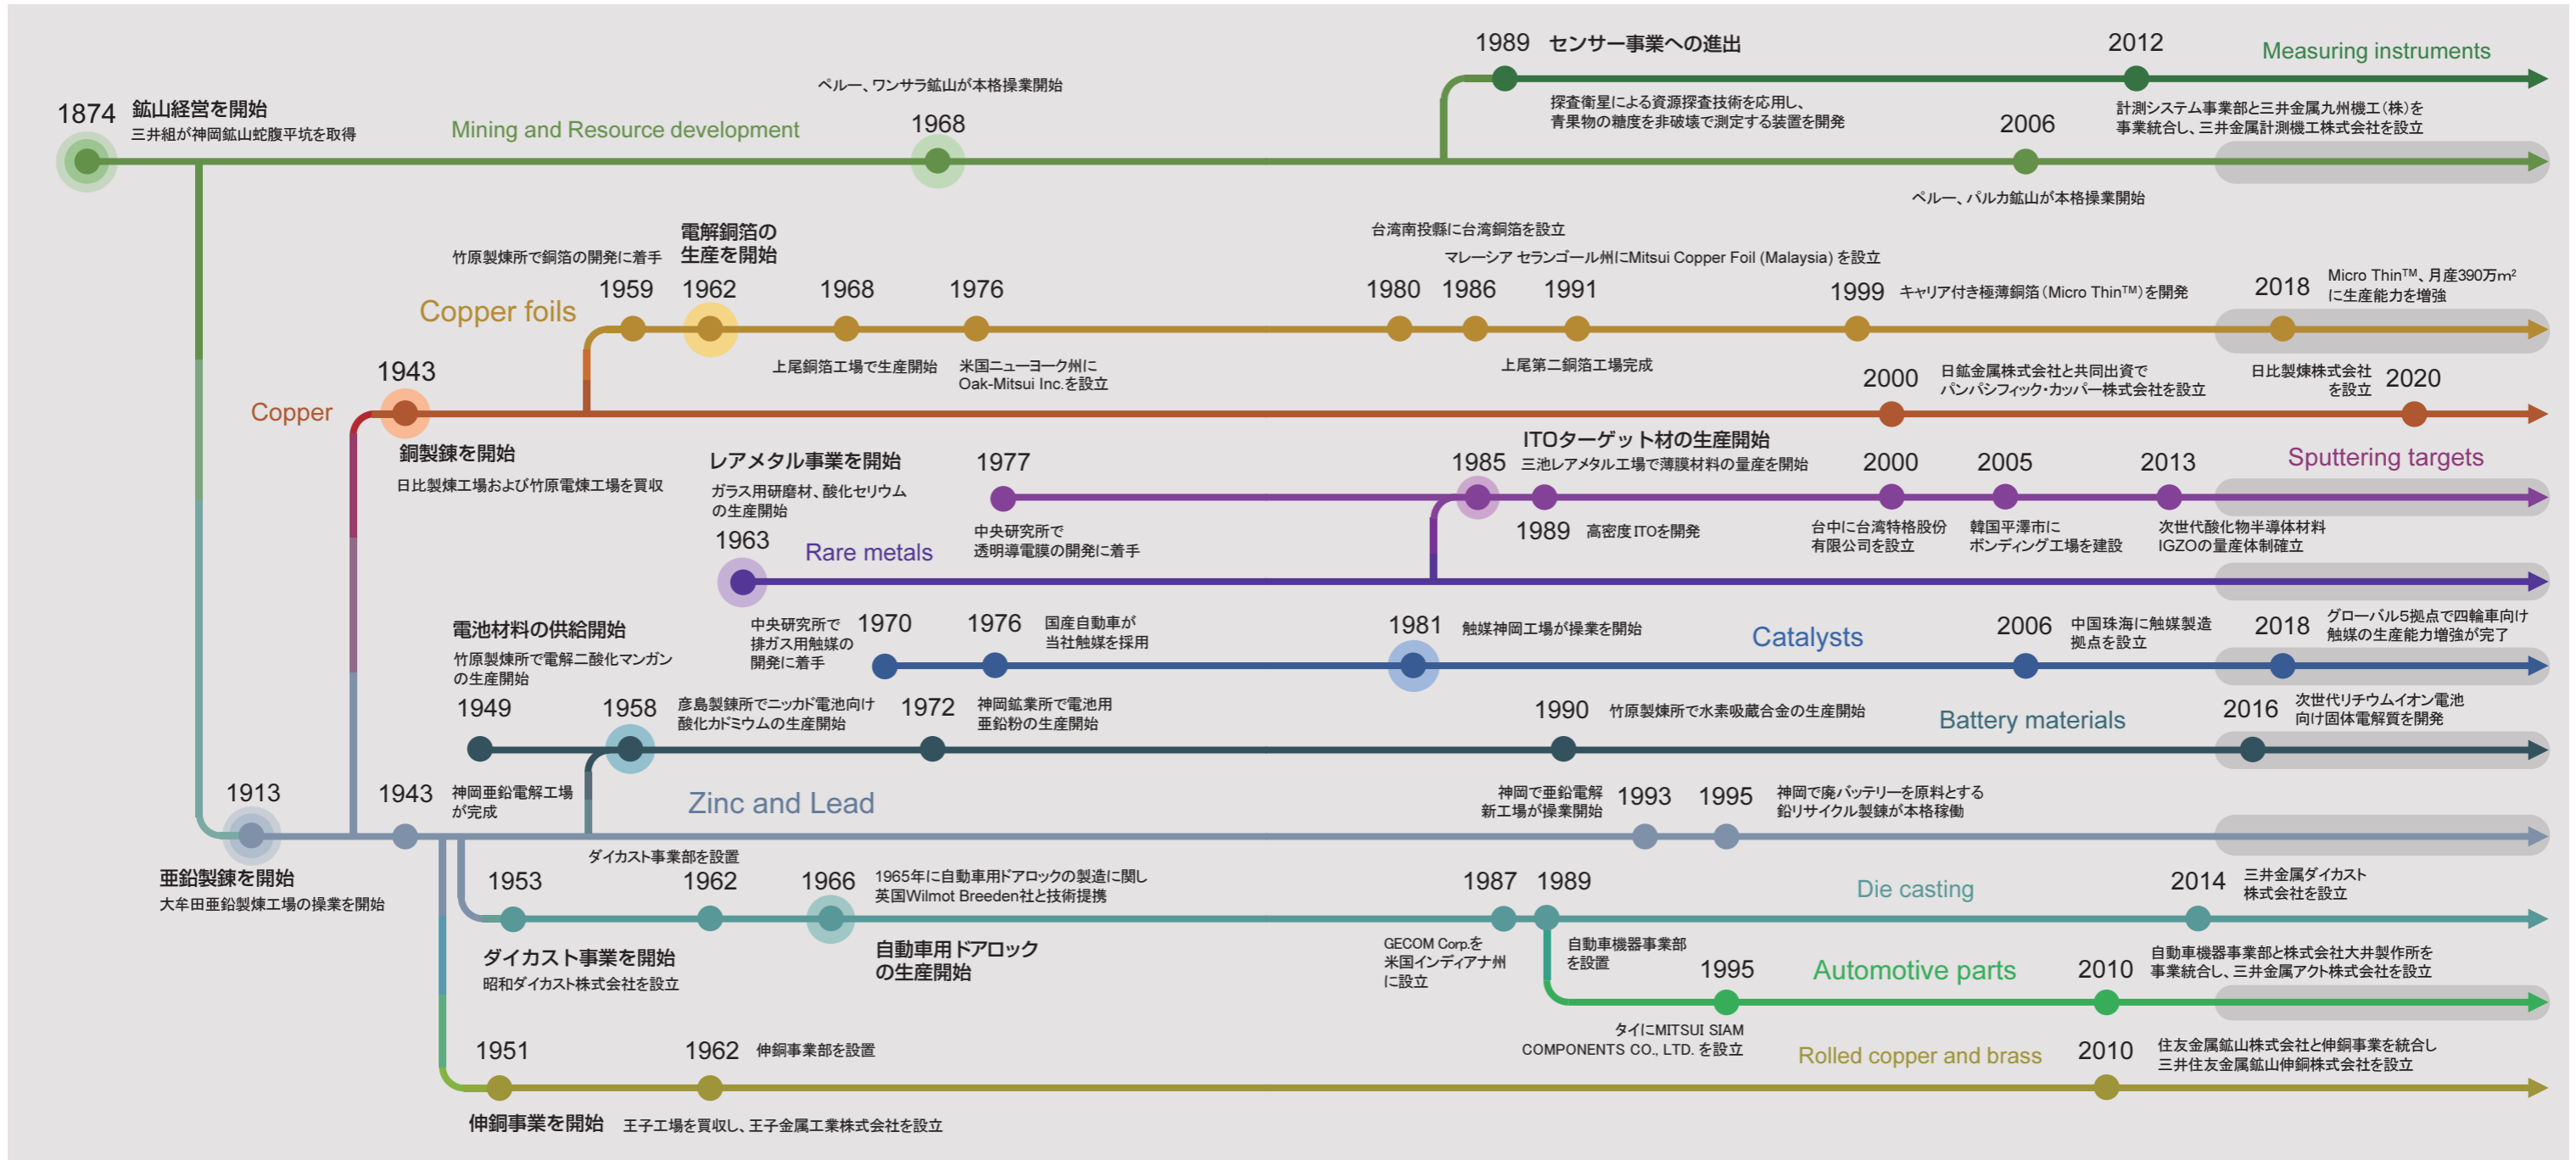 1989 センサー事業への進出
2012
Measuring instruments
探査衛星による資源探査技術を応用し、
青果物の糖度を非破壊で測定する装置を開発
計測システム事業部と三井金属九州機工(株)を
事業統合し、三井金属計測機工株式会社を設立
1874
鉱山経営を開始
三井組が神岡鉱山蛇腹平坑を取得
Mining and Resource development
ペルー、ワンサラ鉱山が本格操業開始
1968
2006
ペルー、パルカ鉱山が本格操業開始
Copper foils
竹原製煉所で銅箔の開発に着手
1959
電解銅箔の
生産を開始
1962
1968
上尾銅箔工場で生産開始
1976
米国ニューヨーク州に
Oak-Mitsui Inc.を設立
台湾南投縣に台湾銅箔を設立
1980
マレーシア セランゴール州にMitsui Copper Foil (Malaysia) を設立
1986
1991
上尾第二銅箔工場完成
1999
キャリア付き極薄銅箔(Micro Thin™)を開発
2018
Micro Thin™、月産390万m²
に生産能力を増強
Copper
1943
銅製錬を開始
日比製煉工場および竹原電煉工場を買収
2000
日鉱金属株式会社と共同出資で
パンパシフィック・カッパー株式会社を設立
日比製煉株式会社
を設立
2020
1977
中央研究所で
透明導電膜の開発に着手
1985
ITOターゲット材の生産開始
三池レアメタル工場で薄膜材料の量産を開始
1989
高密度 ITOを開発
2000
台中に台湾特格股份
有限公司を設立
2005
韓国平澤市に
ボンディング工場を建設
2013
次世代酸化物半導体材料
IGZOの量産体制確立
Sputtering targets
レアメタル事業を開始
ガラス用研磨材、酸化セリウム
の生産開始
1963
Rare metals
中央研究所で
排ガス用触媒の
開発に着手
1970
1976
国産自動車が
当社触媒を採用
1981
触媒神岡工場が操業を開始
Catalysts
2006
中国珠海に触媒製造
拠点を設立
2018
グローバル5拠点で四輪車向け
触媒の生産能力増強が完了
電池材料の供給開始
竹原製煉所で電解二酸化マンガン
の生産開始
1949
1958
彦島製錬所でニッカド電池向け
酸化カドミウムの生産開始
1972
神岡鉱業所で電池用
亜鉛粉の生産開始
1990
竹原製煉所で水素吸蔵合金の生産開始
Battery materials
2016
次世代リチウムイオン電池
向け固体電解質を開発
1913
亜鉛製錬を開始
大牟田亜鉛製煉工場の操業を開始
1943
神岡亜鉛電解工場
が完成
Zinc and Lead
神岡で亜鉛電解
新工場が操業開始
1993
1995
神岡で廃バッテリーを原料とする
鉛リサイクル製錬が本格稼働
1953
ダイカスト事業を開始
昭和ダイカスト株式会社を設立
ダイカスト事業部を設置
1962
1966
1965年に自動車用ドアロックの製造に関し
英国Wilmot Breeden社と技術提携
自動車用ドアロック
の生産開始
1987
GECOM Corp.を
米国インディアナ州
に設立
1989
自動車機器事業部
を設置
Die casting
2014
三井金属ダイカスト
株式会社を設立
1995
タイにMITSUI SIAM
COMPONENTS CO., LTD. を設立
Automotive parts
2010
自動車機器事業部と株式会社大井製作所を
事業統合し、三井金属アクト株式会社を設立
1951
伸銅事業を開始
王子工場を買収し、王子金属工業株式会社を設立
1962
伸銅事業部を設置
Rolled copper and brass
2010
住友金属鉱山株式会社と伸銅事業を統合し
三井住友金属鉱山伸銅株式会社を設立